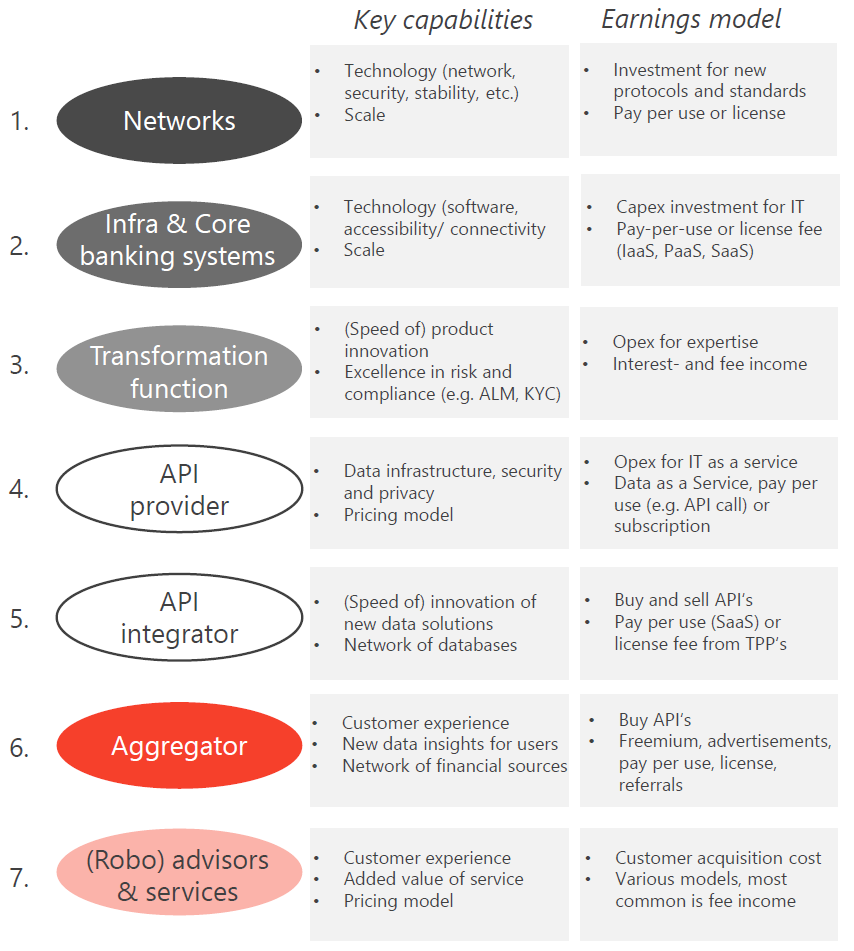 Key capabilities
Earnings model
1.
Networks
• Technology (network,
security, stability, etc.)
• Scale
• Investment for new
protocols and standards
• Pay per use or license
2.
Infra & Core
banking systems
• Technology (software,
accessibility/ connectivity
• Scale
• Capex investment for IT
• Pay-per-use or license fee
(IaaS, PaaS, SaaS)
3.
Transformation
function
• (Speed of) product
innovation
• Excellence in risk and
compliance (e.g. ALM, KYC)
• Opex for expertise
• Interest- and fee income
4.
API
provider
• Data infrastructure, security
and privacy
• Pricing model
• Opex for IT as a service
• Data as a Service, pay per
use (e.g. API call) or
subscription
5.
API
integrator
• (Speed of) innovation of
new data solutions
• Network of databases
• Buy and sell API's
• Pay per use (SaaS) or
license fee from TPP's
6.
Aggregator
• Customer experience
• New data insights for users
• Network of financial sources
• Buy API's
• Freemium, advertisements,
pay per use, license,
referrals
7.
(Robo) advisors
& services
• Customer experience
• Added value of service
• Pricing model
• Customer acquisition cost
• Various models, most
common is fee income